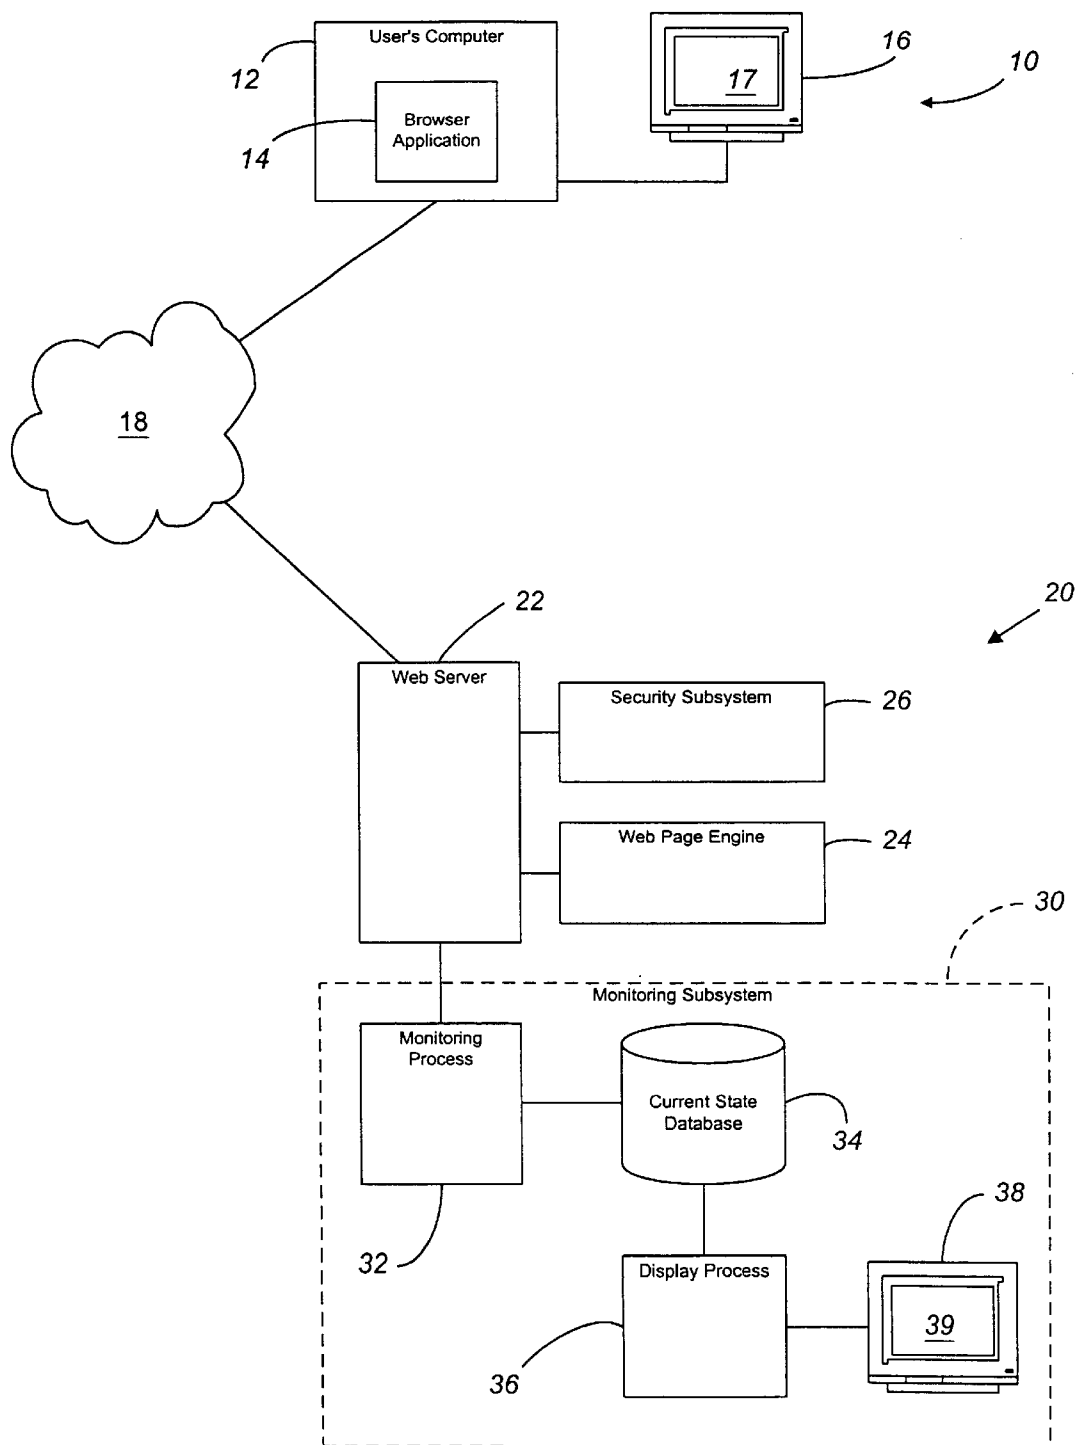 User's Computer
12
16
10
17
Browser
Application
14
18
22
20
Web Server
Security Subsystem
26
Web Page Engine
24
30
Monitoring Subsystem
Monitoring
Process
Current State
Database
34
32
38
Display Process
39
36